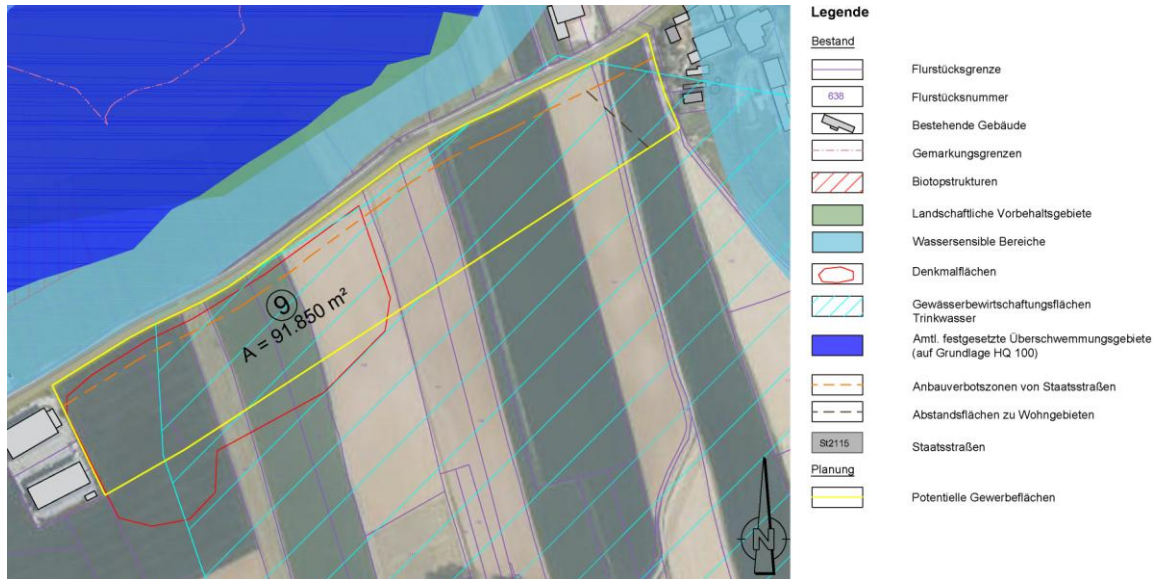 9
A = 91.850 m²
N
Legende
Bestand
Flurstücksgrenze
638
Flurstücksnummer
Bestehende Gebäude
Gemarkungsgrenzen
Biotopstrukturen
Landschaftliche Vorbehaltsgebiete
Wassersensible Bereiche
Denkmalflächen
Gewässerbewirtschaftungsflächen
Trinkwasser
Amtl. festgesetzte Überschwemmungsgebiete
(auf Grundlage HQ 100)
Anbauverbotszonen von Staatsstraßen
Abstandsflächen zu Wohngebieten
St2115
Staatsstraßen
Planung
Potentielle Gewerbeflächen